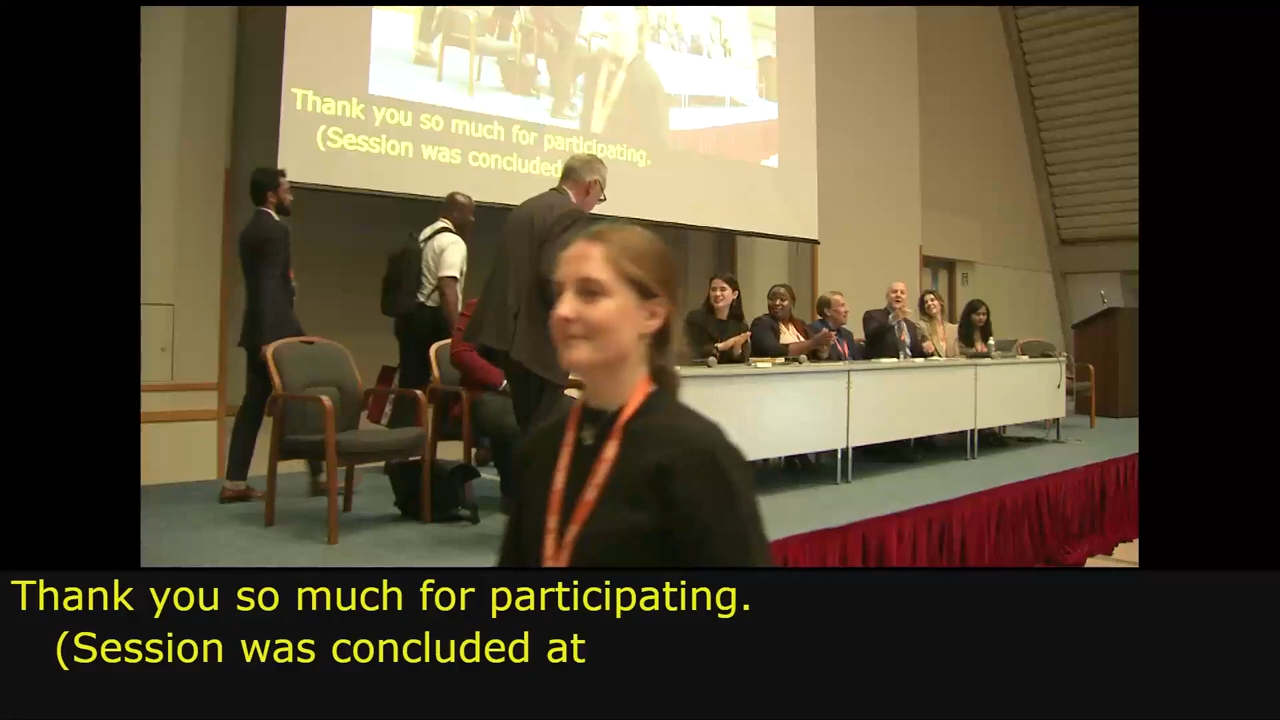 Thank you so much for participating.
(Session was concluded
Thank you so much for participating.
(Session was concluded at